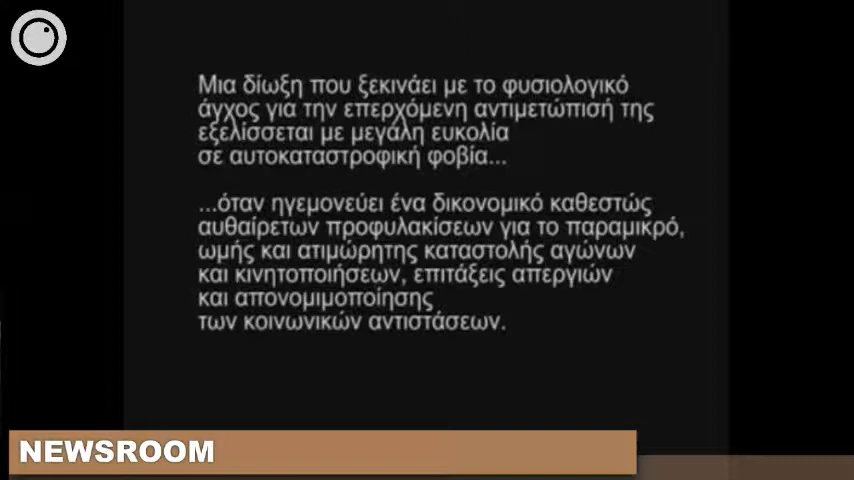 Μια δίωξη που ξεκινάει με το φυσιολογικό
άγχος για την επερχόμενη αντιμετώπισή της
εξελίσσεται με μεγάλη ευκολία
σε αυτοκαταστροφική φοβία...
...όταν ηγεμονεύει ένα δικονομικό καθεστώς
αυθαίρετων προφυλακίσεων για το παραμικρό,
ωμής και ατιμώρητης καταστολής αγώνων
και κινητοποιήσεων, επιτάξεις απεργιών
και απονομιμοποίησης
των κοινωνικών αντιστάσεων.
NEWSROOM